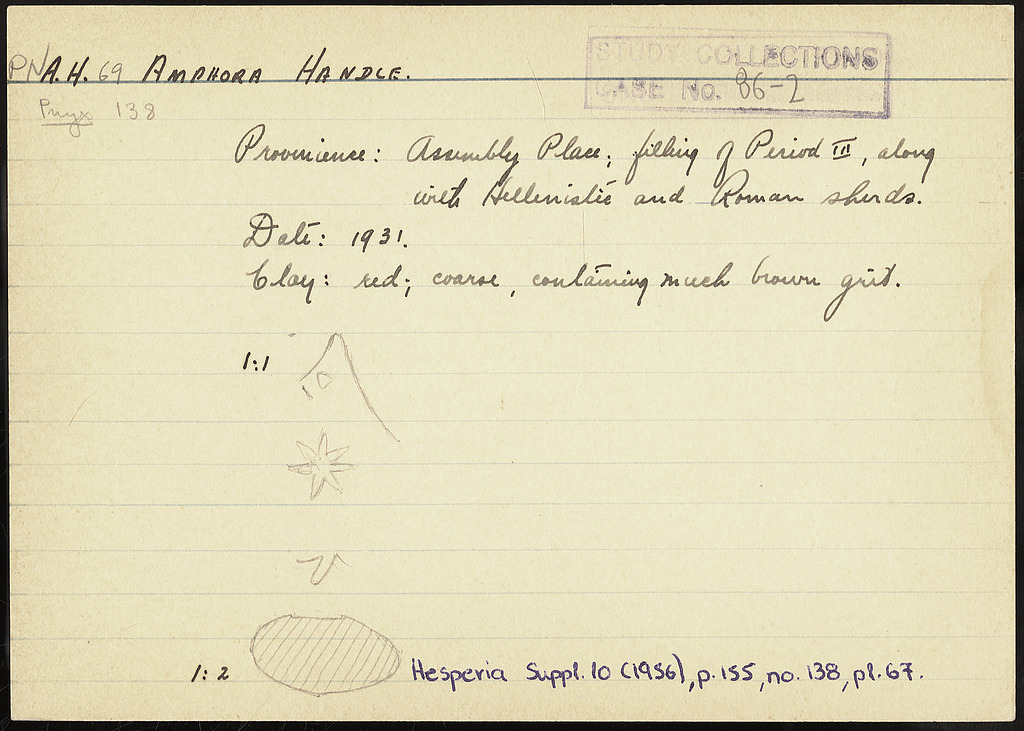 PNA.H. 69 AMPHORA HANDLE.
STUDY COLLECTIONS
CASE No. 86-2
Pnyx 138
Provenience: Assembly Place; filling of Period III, along
with Hellenistic and Roman sherds.
Date: 1931.
Clay: red; coarse, containing much brown grit.
1:1
1:2
Hesperia Suppl. 10 (1956), p. 155, no. 138, pl. 67.